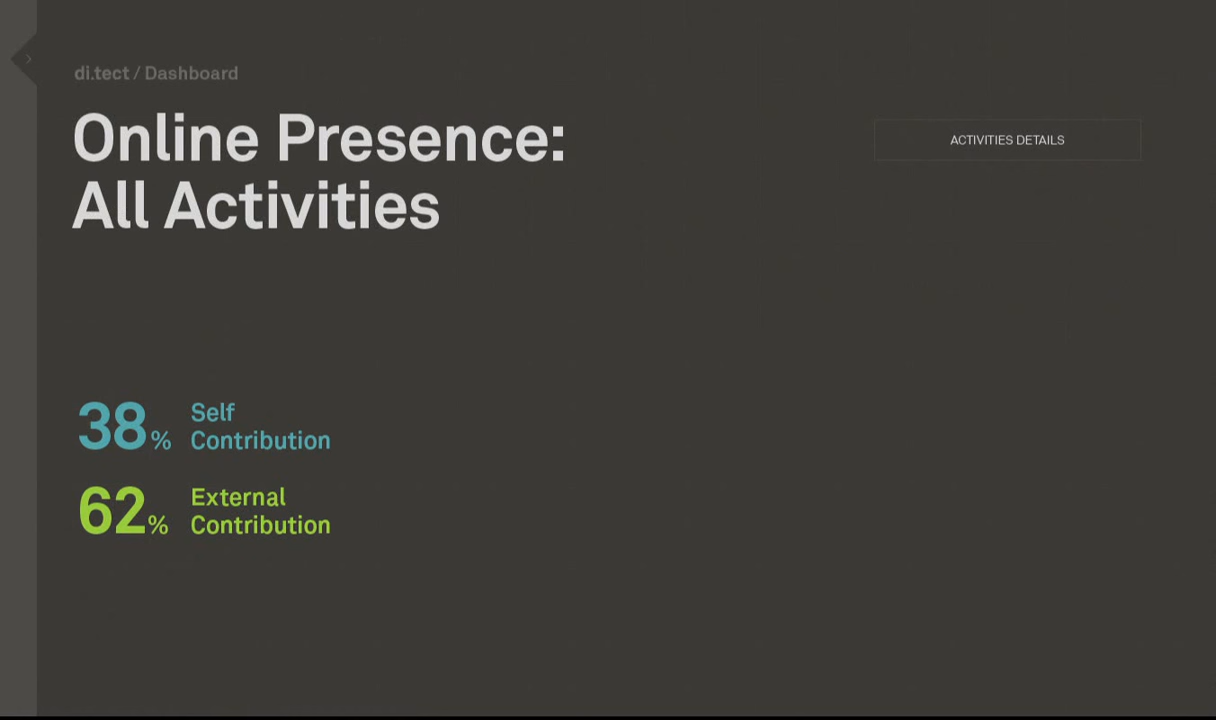 di.tect / Dashboard
Online Presence:
All Activities
ACTIVITIES DETAILS
38% Self
Contribution
62% External
Contribution